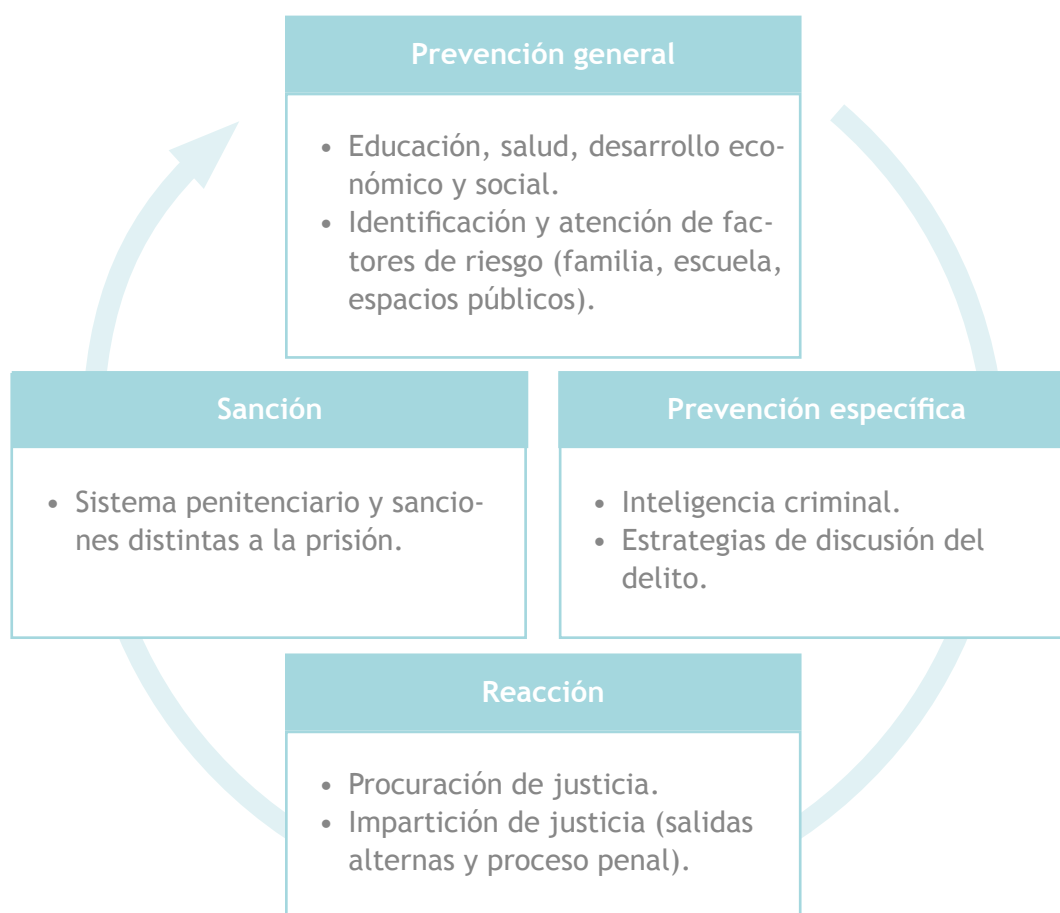 Prevención general
• Educación, salud, desarrollo eco-
nómico y social.
• Identificación y atención de fac-
tores de riesgo (familia, escuela,
espacios públicos).
Sanción
• Sistema penitenciario y sancio-
nes distintas a la prisión.
Prevención específica
• Inteligencia criminal.
• Estrategias de discusión del
delito.
Reacción
• Procuración de justicia.
• Impartición de justicia (salidas
alternas y proceso penal).